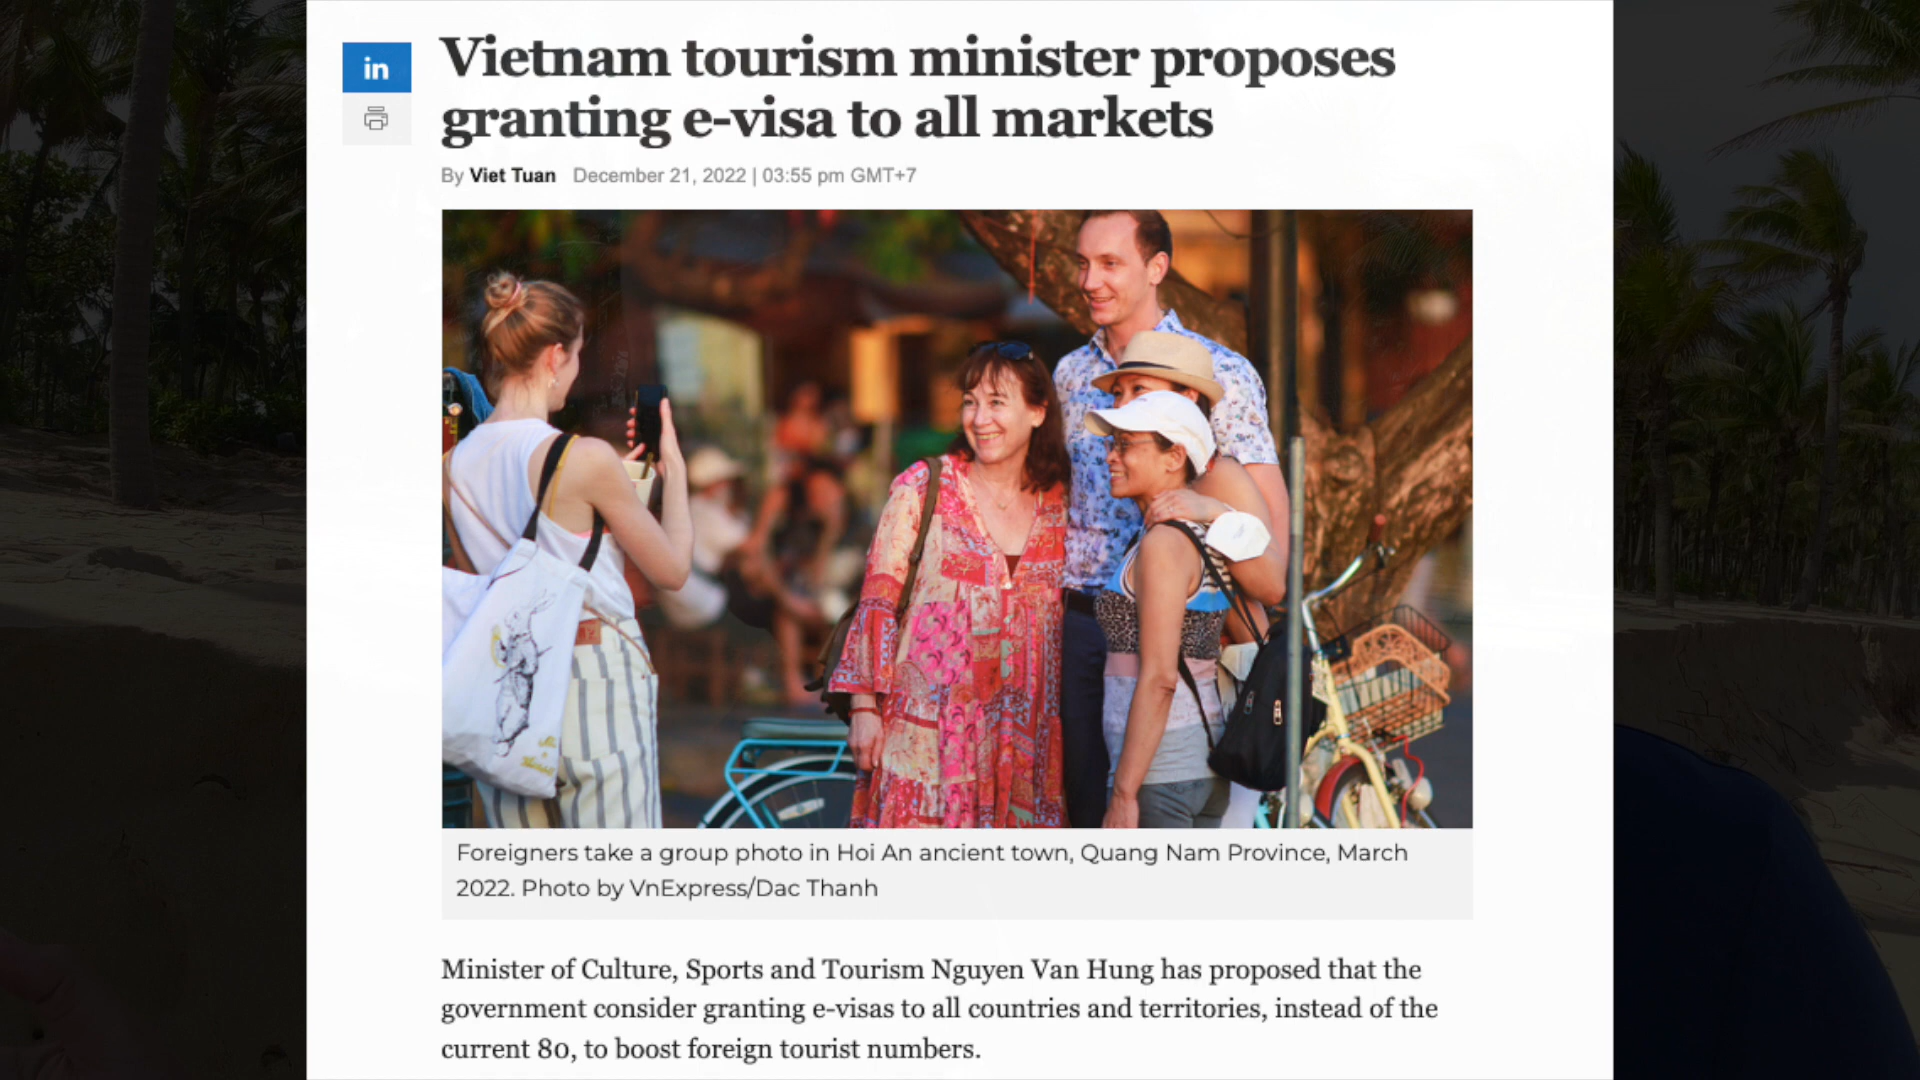 in
Vietnam tourism minister proposes
granting e-visa to all markets
By Viet Tuan December 21, 2022 | 03:55 pm GMT+7
Foreigners take a group photo in Hoi An ancient town, Quang Nam Province, March
2022. Photo by VnExpress/Dac Thanh
Minister of Culture, Sports and Tourism Nguyen Van Hung has proposed that the
government consider granting e-visas to all countries and territories, instead of the
current 80, to boost foreign tourist numbers.